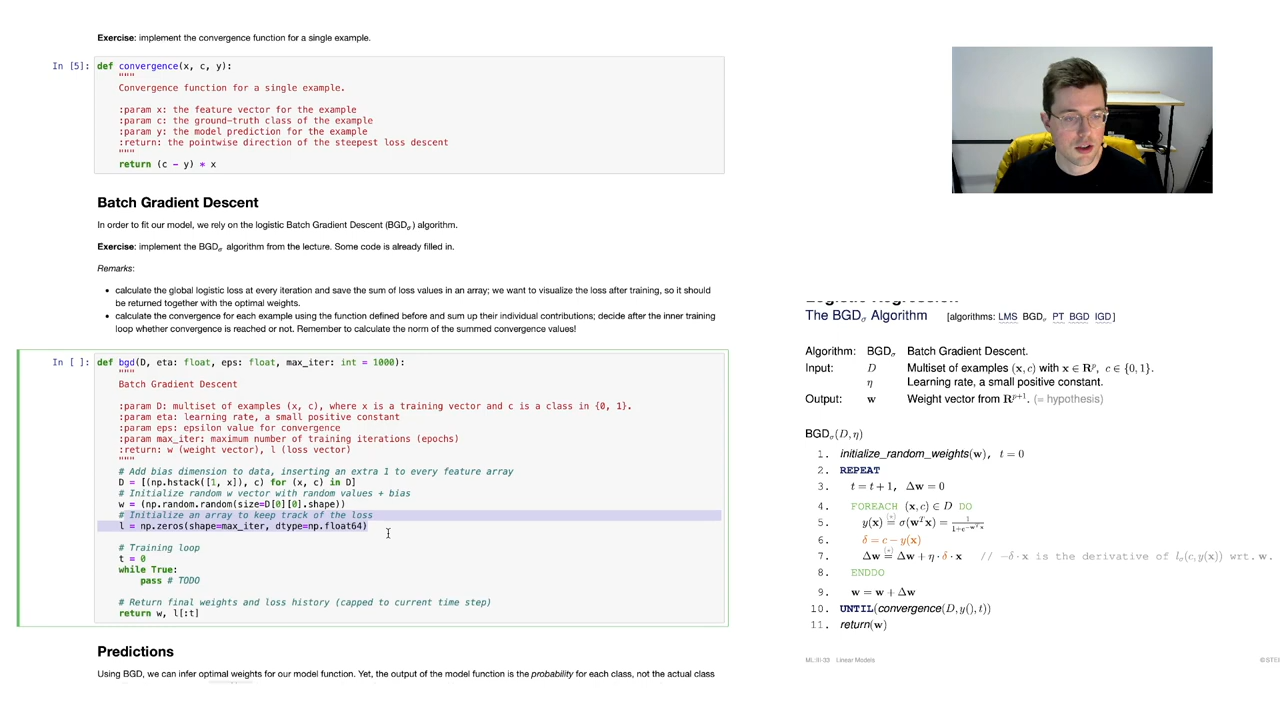 Exercise: implement the convergence function for a single example.
In [5]: def convergence(x, c, y):
"""
Convergence function for a single example.
:param x: the feature vector for the example
:param c: the ground-truth class of the example
:param y: the model prediction for the example
:return: the pointwise direction of the steepest loss descent
"""
return (c - y) * x
Batch Gradient Descent
In order to fit our model, we rely on the logistic Batch Gradient Descent (BGDσ) algorithm.
Exercise: implement the BGDσ algorithm from the lecture. Some code is already filled in.
Remarks:
• calculate the global logistic loss at every iteration and save the sum of loss values in an array; we want to visualize the loss after training, so it should
be returned together with the optimal weights.
• calculate the convergence for each example using the function defined before and sum up their individual contributions; decide after the inner training
loop whether convergence is reached or not. Remember to calculate the norm of the summed convergence values!
In [ ]: def bgd(D, eta: float, eps: float, max_iter: int = 1000):
"""
Batch Gradient Descent
:param D: multiset of examples (x, c), where x is a training vector and c is a class in {0, 1}.
:param eta: learning rate, a small positive constant
:param eps: epsilon value for convergence
:param max_iter: maximum number of training iterations (epochs)
:return: w (weight vector), l (loss vector)
"""
# Add bias dimension to data, inserting an extra 1 to every feature array
D = [(np.hstack([1, x]), c) for (x, c) in D]
# Initialize random w vector with random values + bias
w = (np.random.random(size=D[0][0].shape))
# Initialize an array to keep track of the loss
l = np.zeros(shape=max_iter, dtype=np.float64)
# Training loop
t = 0
while True:
pass # TODO
# Return final weights and loss history (capped to current time step)
return w, l[:t]
Predictions
Using BGD, we can infer optimal weights for our model function. Yet, the output of the model function is the probability for each class, not the actual class
Logistic Regression
The BGDσ Algorithm [algorithms: LMS BGDσ PT BGD IGD]
Algorithm: BGDσ Batch Gradient Descent.
Input: D Multiset of examples (x, c) with x ∈ R^p, c ∈ {0, 1}.
η Learning rate, a small positive constant.
Output: w Weight vector from R^{p+1}. (= hypothesis)
BGDσ(D, η)
1. initialize_random_weights(w), t = 0
2. REPEAT
3. t = t + 1, Δw = 0
4. FOREACH (x, c) ∈ D DO
5. y(x) (⋆)= σ(w^T x) = 1/(1+e^{−w^T x})
6. δ = c − y(x)
7. Δw (⋆)= Δw + η · δ · x // −δ · x is the derivative of lσ(c, y(x)) wrt. w.
8. ENDDO
9. w = w + Δw
10. UNTIL(convergence(D, y(), t))
11. return(w)
ML:III-33 Linear Models